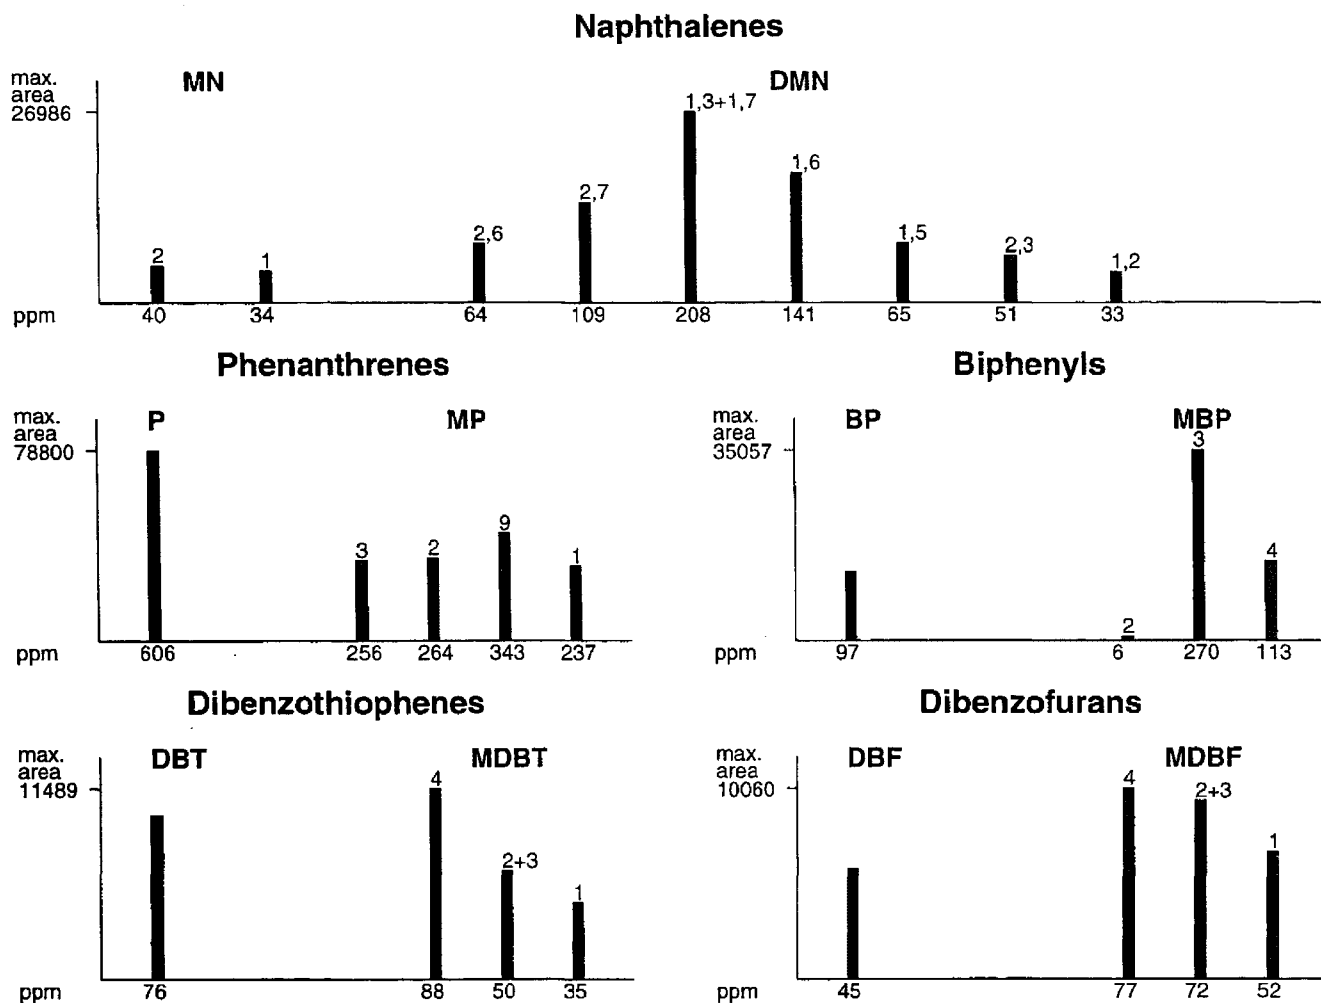 Naphthalenes
max. area
26986
MN
DMN
2
1
2,6
2,7
1,3+1,7
1,6
1,5
2,3
1,2
ppm 40 34 64 109 208 141 65 51 33
Phenanthrenes
max. area
78800
P
MP
3
2
9
1
ppm 606 256 264 343 237
Biphenyls
max. area
35057
BP
MBP
2
3
4
ppm 97 6 270 113
Dibenzothiophenes
max. area
11489
DBT
MDBT
4
2+3
1
ppm 76 88 50 35
Dibenzofurans
max. area
10060
DBF
MDBF
4
2+3
1
ppm 45 77 72 52